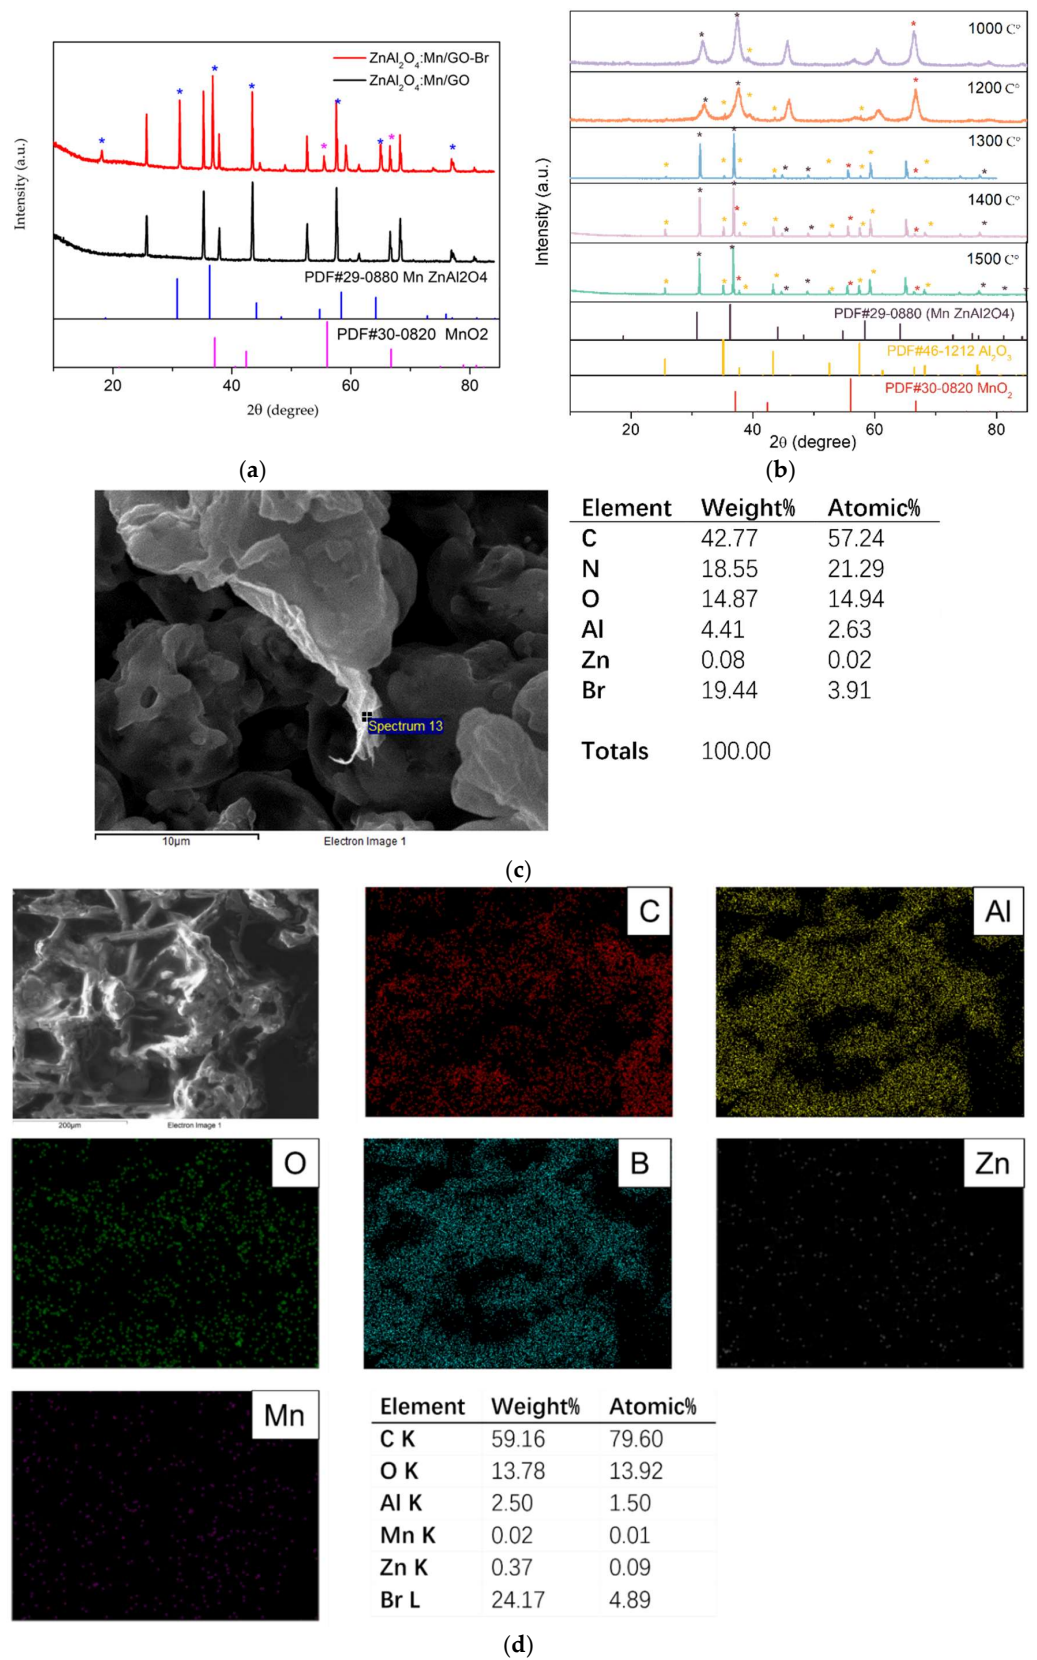 ZnAl2O4:Mn/GO-Br
ZnAl2O4:Mn/GO
* * * * * * * * *
Intensity (a.u.)
PDF#29-0880 Mn ZnAl2O4
PDF#30-0820 MnO2
20 40 60 80
2θ (degree)
(a)
1000 C°
1200 C°
1300 C°
1400 C°
1500 C°
Intensity (a.u.)
PDF#29-0880 (Mn ZnAl2O4)
PDF#46-1212 Al2O3
PDF#30-0820 MnO2
20 40 60 80
2θ (degree)
(b)
Spectrum 13
10μm Electron Image 1
Element Weight% Atomic%
C 42.77 57.24
N 18.55 21.29
O 14.87 14.94
Al 4.41 2.63
Zn 0.08 0.02
Br 19.44 3.91
Totals 100.00
(c)
200μm Electron Image 1
C
Al
O
B
Zn
Mn
Element Weight% Atomic%
C K 59.16 79.60
O K 13.78 13.92
Al K 2.50 1.50
Mn K 0.02 0.01
Zn K 0.37 0.09
Br L 24.17 4.89
(d)